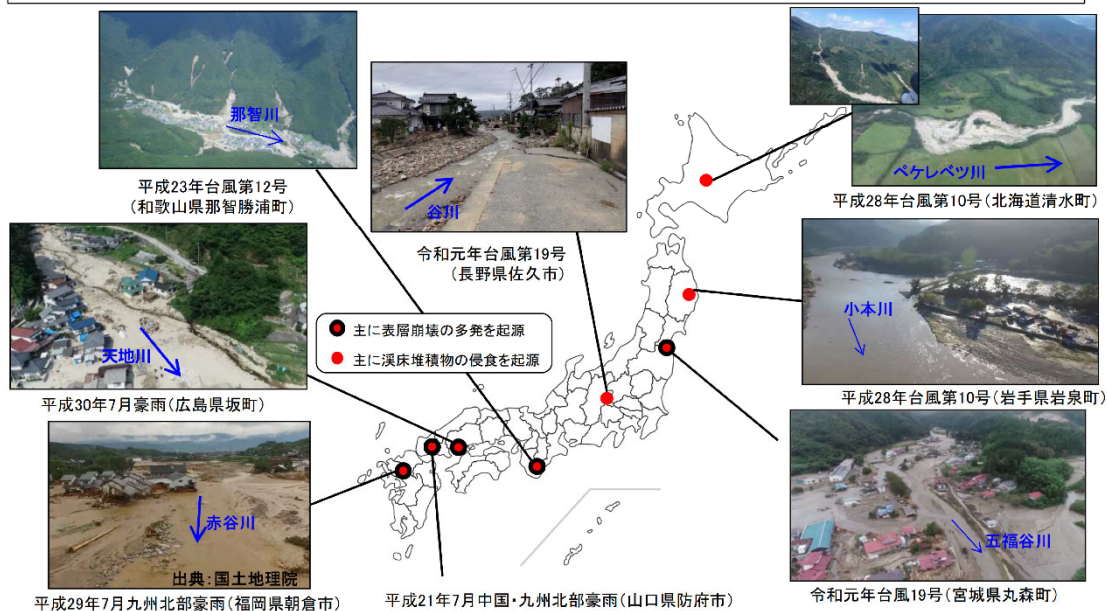 那智川
平成23年台風第12号
(和歌山県那智勝浦町)
谷川
令和元年台風第19号
(長野県佐久市)
ペケレベツ川
平成28年台風第10号(北海道清水町)
天地川
平成30年7月豪雨(広島県坂町)
主に表層崩壊の多発を起源
主に渓床堆積物の侵食を起源
小本川
平成28年台風第10号(岩手県岩泉町)
赤谷川
出典:国土地理院
平成29年7月九州北部豪雨(福岡県朝倉市)
平成21年7月中国・九州北部豪雨(山口県防府市)
五福谷川
令和元年台風19号(宮城県丸森町)